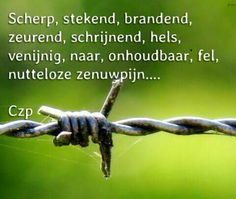 Scherp, stekend, brandend,
zeurend, schrijnend, hels,
venijnig, naar, onhoudbaar, fel,
nutteloze zenuwpijn....
Czp